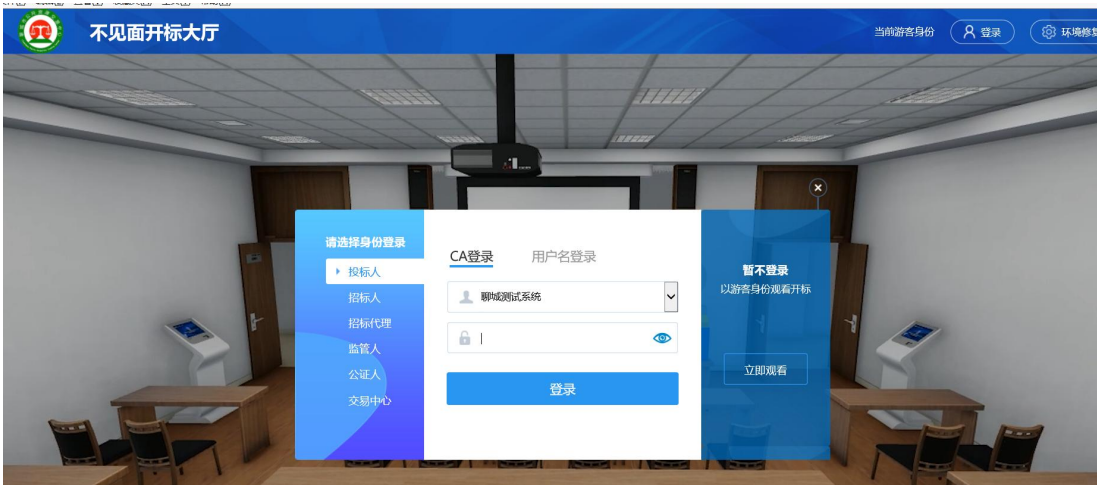 不见面开标大厅
当前游客身份
登录
环境修复
请选择身份登录
投标人
招标人
招标代理
监管人
公证人
交易中心
CA登录
用户名登录
聊城测试系统
登录
暂不登录
以游客身份观看开标
立即观看